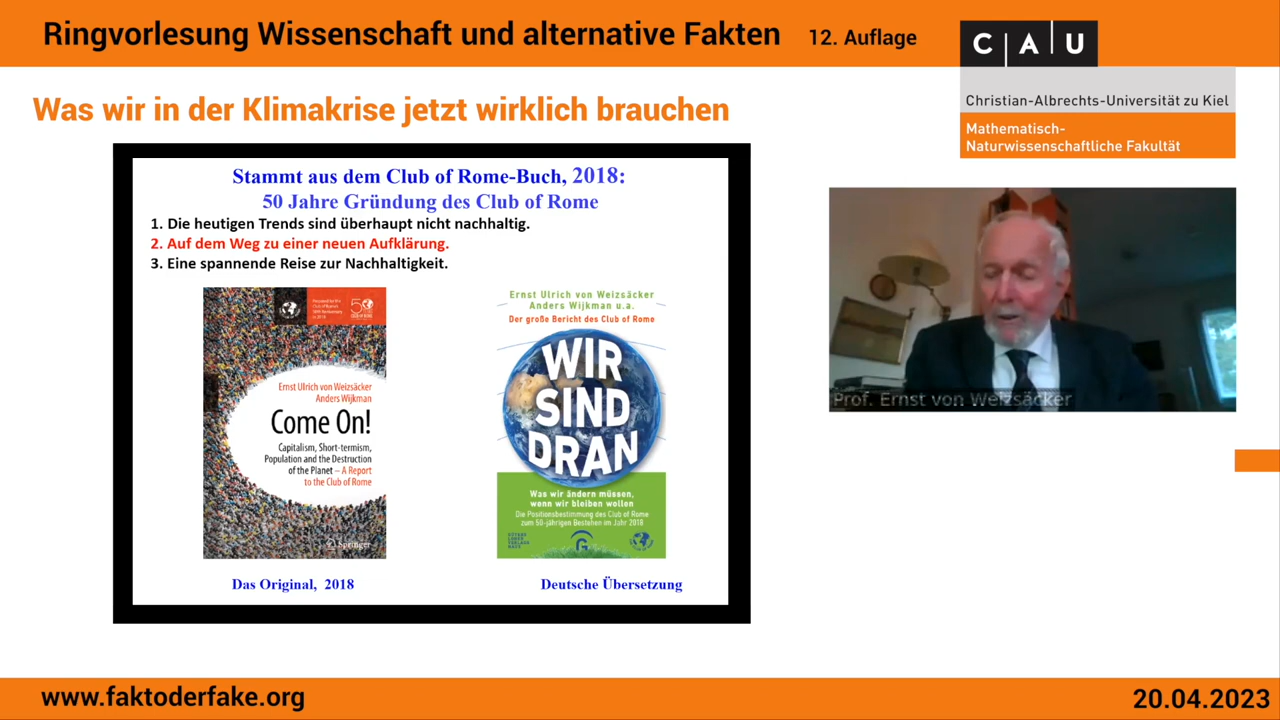 Ringvorlesung Wissenschaft und alternative Fakten 12. Auflage
CAU
Christian-Albrechts-Universität zu Kiel
Mathematisch-
Naturwissenschaftliche Fakultät
Was wir in der Klimakrise jetzt wirklich brauchen
Stammt aus dem Club of Rome-Buch, 2018:
50 Jahre Gründung des Club of Rome
1. Die heutigen Trends sind überhaupt nicht nachhaltig.
2. Auf dem Weg zu einer neuen Aufklärung.
3. Eine spannende Reise zur Nachhaltigkeit.
Ernst Ulrich von Weizsäcker
Anders Wijkman
Come On!
Capitalism, Short-termism,
Population and the Destruction
of the Planet – A Report
to the Club of Rome
Springer
Das Original, 2018
Ernst Ulrich von Weizsäcker
Anders Wijkman u.a.
Der große Bericht des Club of Rome
WIR
SIND
DRAN
Was wir ändern müssen,
wenn wir bleiben wollen
Die Positionsbestimmung des Club of Rome
zum 50-jährigen Bestehen im Jahr 2018
Deutsche Übersetzung
Prof. Ernst von Weizsäcker
www.faktoderfake.org
20.04.2023